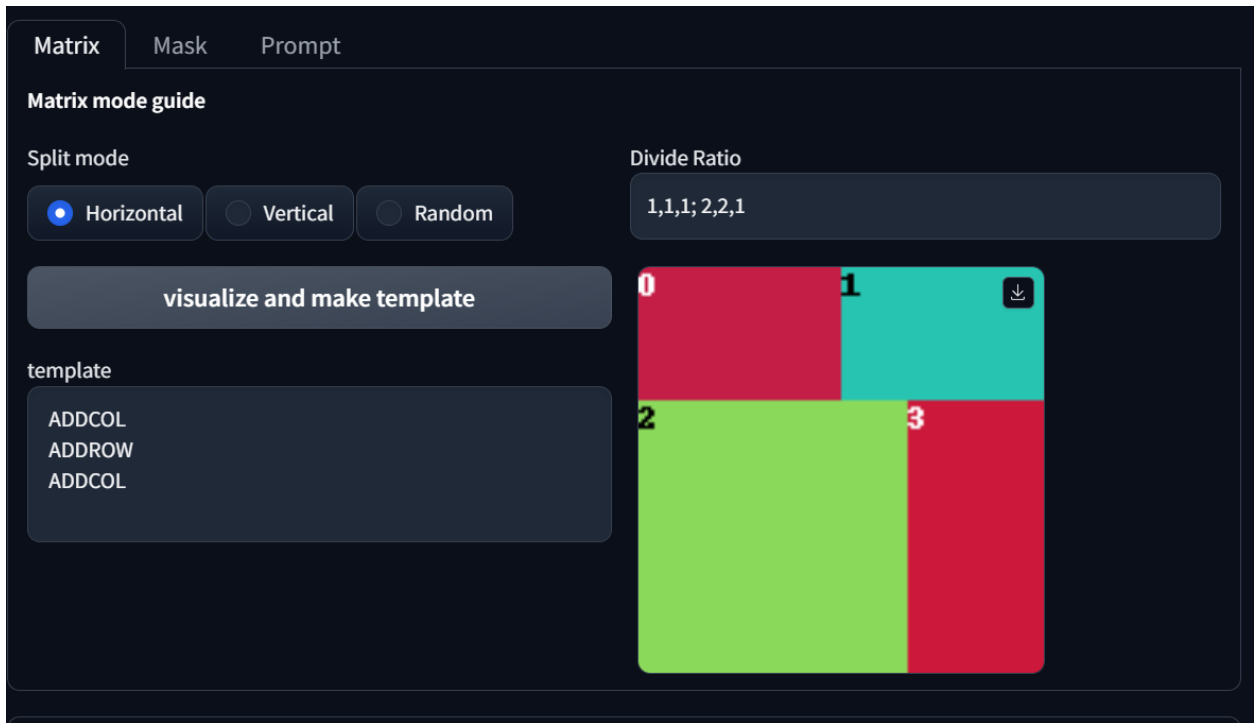 Matrix Mask Prompt
Matrix mode guide
Split mode
Horizontal Vertical Random
Divide Ratio
1,1,1; 2,2,1
visualize and make template
template
ADDCOL
ADDROW
ADDCOL
0 1
2 3